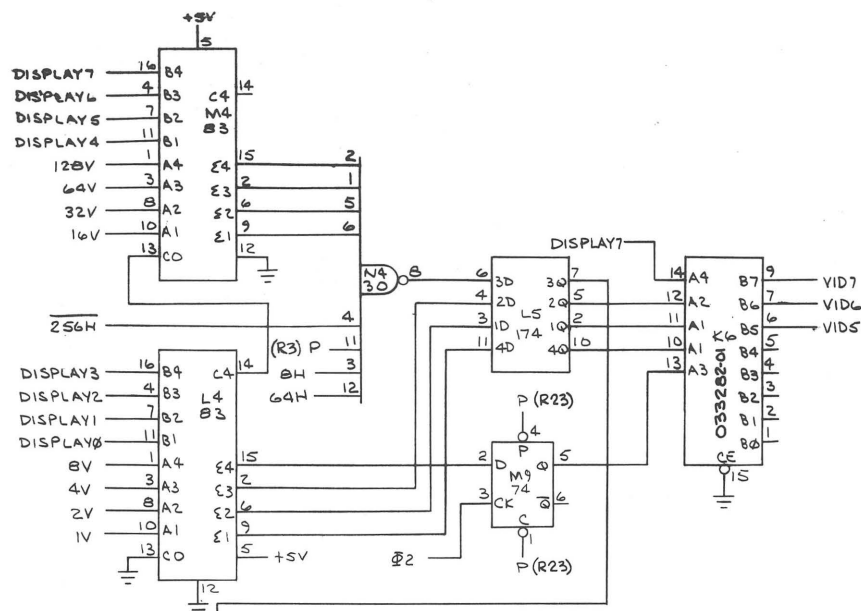 +5V
5
DISPLAY7 16 B4
DISPLAY6 4 B3 C4 14
DISPLAY5 7 B2 M4
DISPLAY4 11 B1 83
128V 1 A4 Σ4 15 2
64V 3 A3 Σ3 2 1
32V 8 A2 Σ2 6 5
16V 10 A1 Σ1 9 6
13 C0 12
DISPLAY7 14 A4 B7 9 VID7
N4 30 8 6 3D 3Q 7
4 2D 2Q 5 12 A2 B6 7 VID6
L5
256H 4 3 1D 174 1Q 2 11 A1 B5 6 VID5
(R3) P 11 11 4D 4Q 10 10 A1 B4 5
8H 3 13 A3 B3 4
64H 12 B2 3
B1 2
BØ 1
K6
033282-01
CE
15
DISPLAY3 16 B4 C4 14
DISPLAY2 4 B3 L4
DISPLAY1 7 B2 83
DISPLAYØ 11 B1
8V 1 A4 Σ4 15
4V 3 A3 Σ3 2
2V 8 A2 Σ2 6
1V 10 A1 Σ1 9
13 C0 5 +5V
12
P (R23)
4
P
2 D Q 5
M9
74
3 CK Q 6
C
1
Φ2
P (R23)